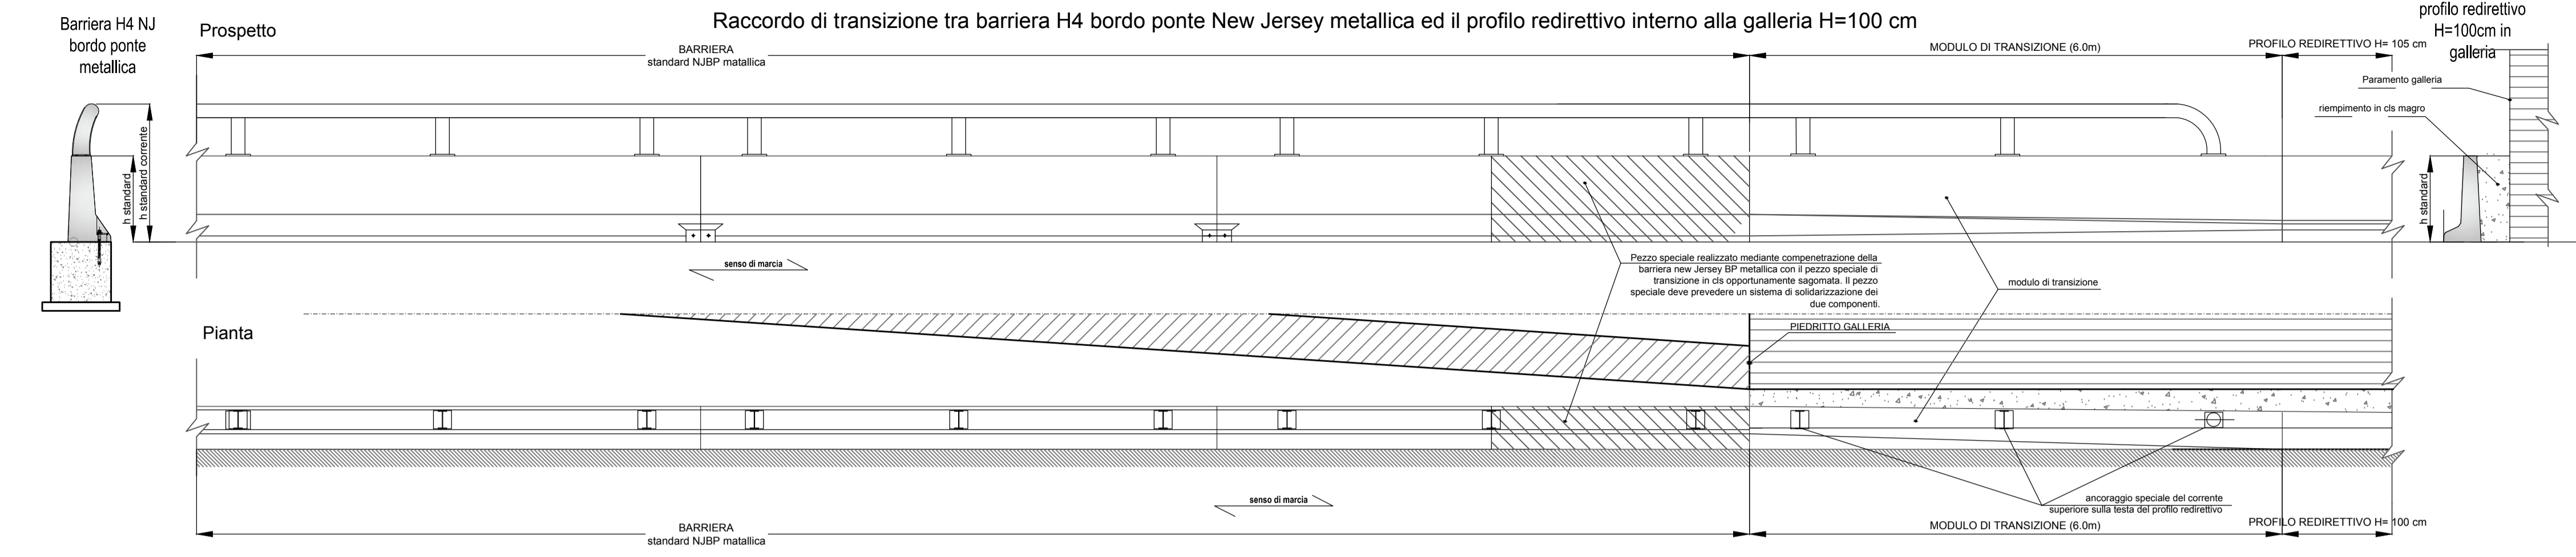 Raccordo di transizione tra barriera H4 bordo ponte New Jersey metallica ed il profilo redirettivo interno alla galleria H=100 cm
Barriera H4 NJ
bordo ponte
metallica
Prospetto
BARRIERA
standard NJBP matallica
MODULO DI TRANSIZIONE (6.0m)
PROFILO REDIRETTIVO H= 105 cm
profilo redirettivo
H=100cm in
galleria
Paramento galleria
riempimento in cls magro
h standard
h standard corrente
h standard
senso di marcia
Pezzo speciale realizzato mediante compenetrazione della
barriera new Jersey BP metallica con il pezzo speciale di
transizione in cls opportunamente sagomata. Il pezzo
speciale deve prevedere un sistema di solidarizzazione dei
due componenti.
modulo di transizione
Pianta
PIEDRITTO GALLERIA
senso di marcia
ancoraggio speciale del corrente
superiore sulla testa del profilo redirettivo
BARRIERA
standard NJBP matallica
MODULO DI TRANSIZIONE (6.0m)
PROFILO REDIRETTIVO H= 100 cm